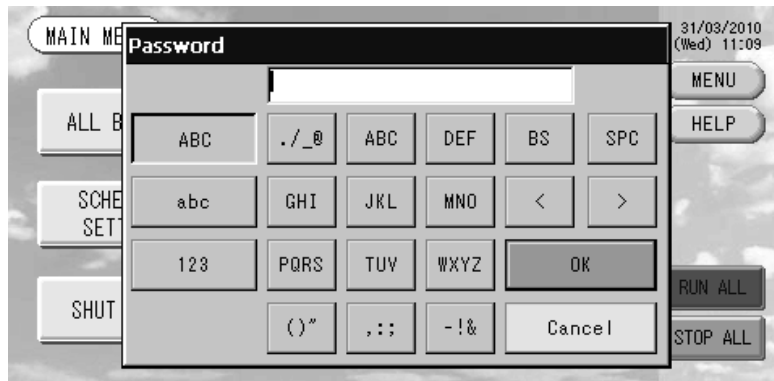 MAIN ME
31/03/2010
(Wed) 11:09
Password
MENU
ALL B
HELP
ABC
./_@
ABC
DEF
BS
SPC
SCHE
SETT
abc
GHI
JKL
MNO
<
>
123
PQRS
TUV
WXYZ
OK
RUN ALL
SHUT
()"
,:;
-!&
Cancel
STOP ALL